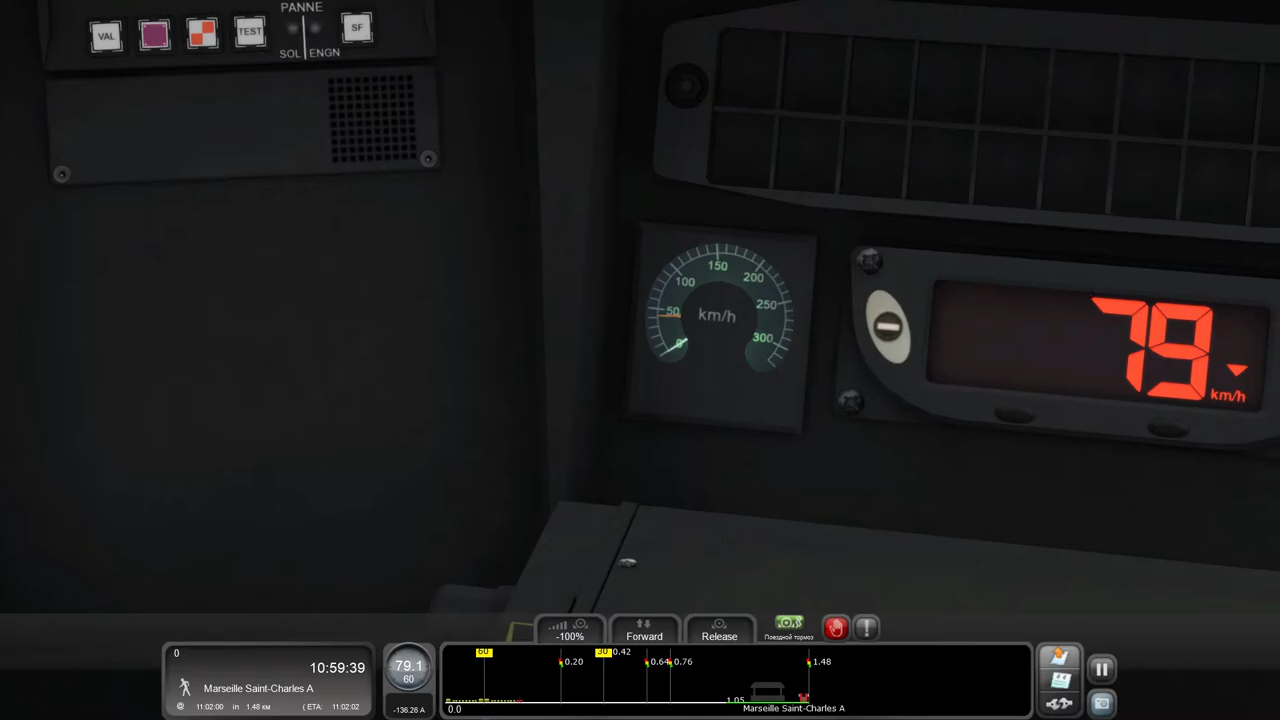 PANNE
VAL
TEST
SF
SOL ENGN
0
50
100
150
200
250
300
km/h
79
km/h
-100%
Forward
Release
Поездной тормоз
0
10:59:39
Marseille Saint-Charles A
@ 11:02:00 in 1.48 км ( ETA: 11:02:02
79.1
60
-136.26 A
60
30 0.42
0.20
0.64
0.76
1.48
1.05
0.0
Marseille Saint-Charles A